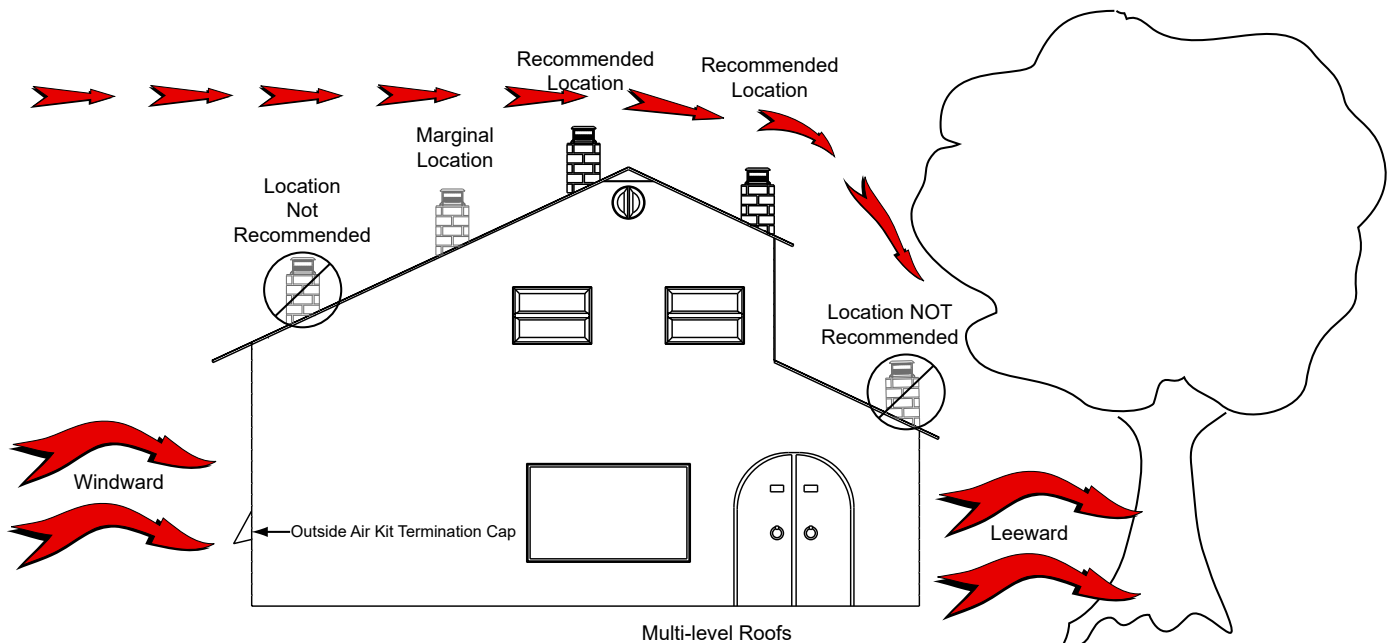 Recommended
Location
Recommended
Location
Marginal
Location
Location
Not
Recommended
Location NOT
Recommended
Windward
Outside Air Kit Termination Cap
Leeward
Multi-level Roofs